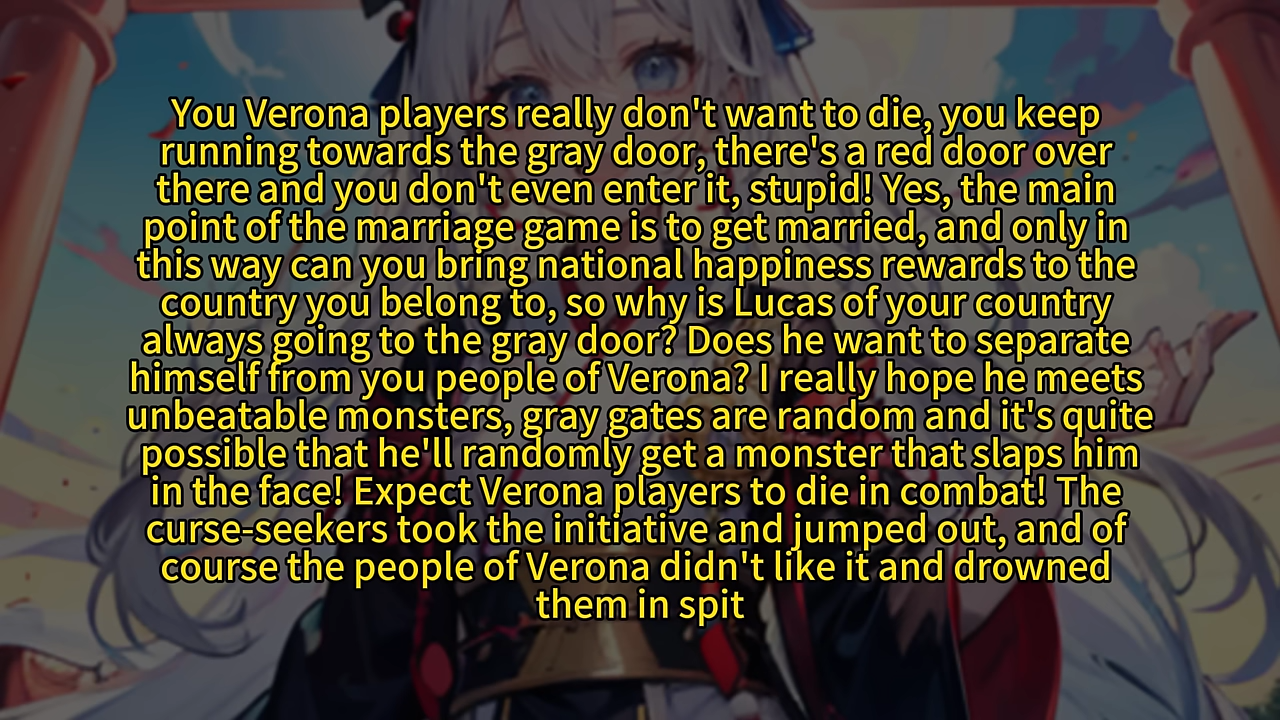 You Verona players really don't want to die, you keep
running towards the gray door, there's a red door over
there and you don't even enter it, stupid! Yes, the main
point of the marriage game is to get married, and only in
this way can you bring national happiness rewards to the
country you belong to, so why is Lucas of your country
always going to the gray door? Does he want to separate
himself from you people of Verona? I really hope he meets
unbeatable monsters, gray gates are random and it's quite
possible that he'll randomly get a monster that slaps him
in the face! Expect Verona players to die in combat! The
curse-seekers took the initiative and jumped out, and of
course the people of Verona didn't like it and drowned
them in spit